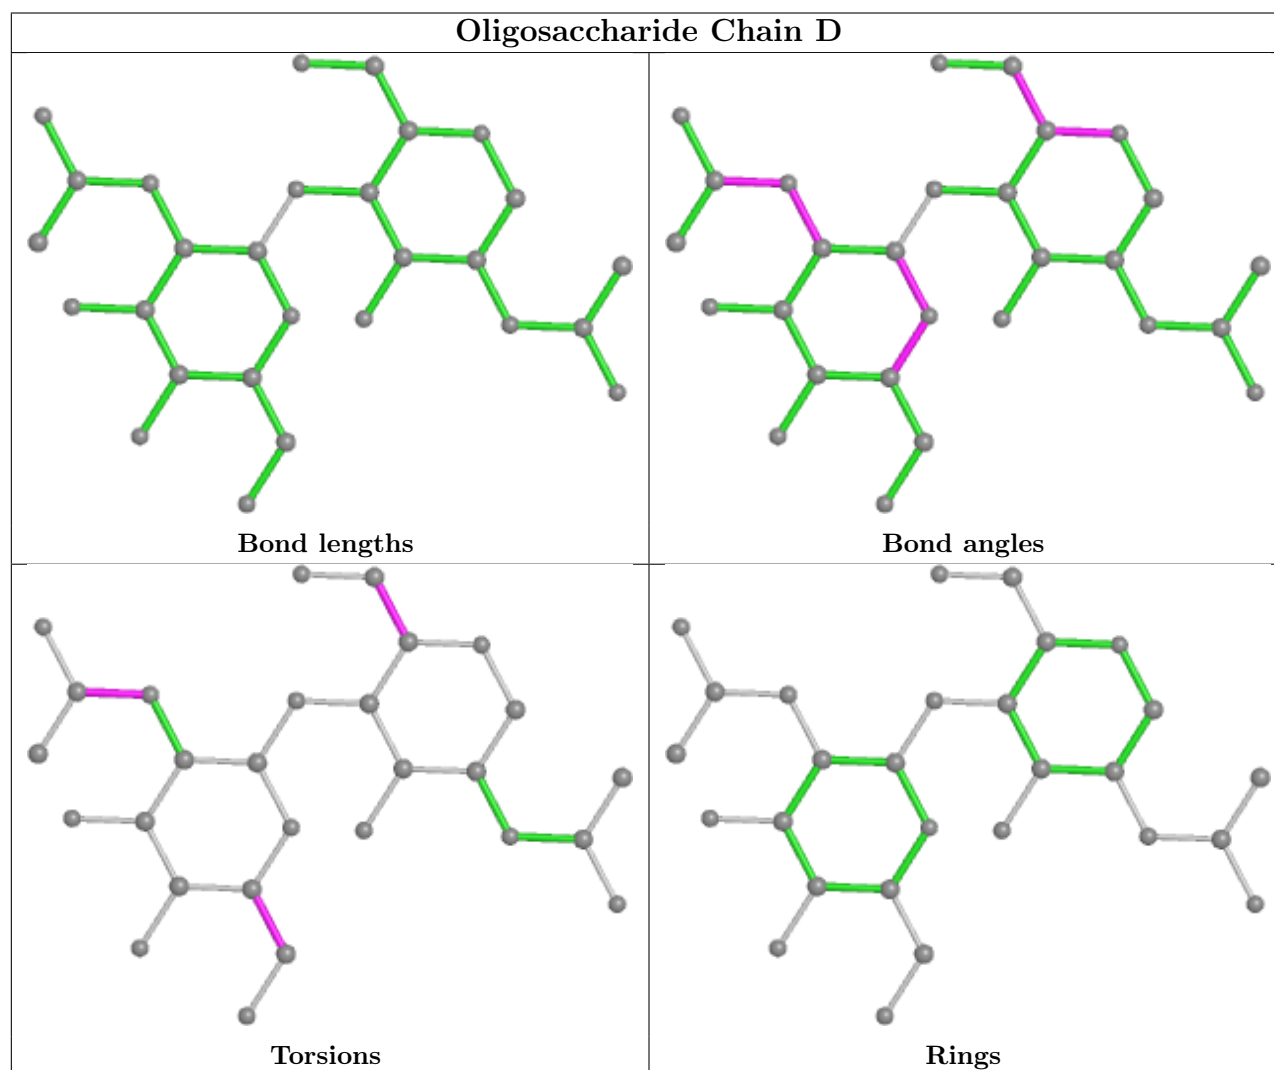 Oligosaccharide Chain D
Bond lengths
Bond angles
Torsions
Rings